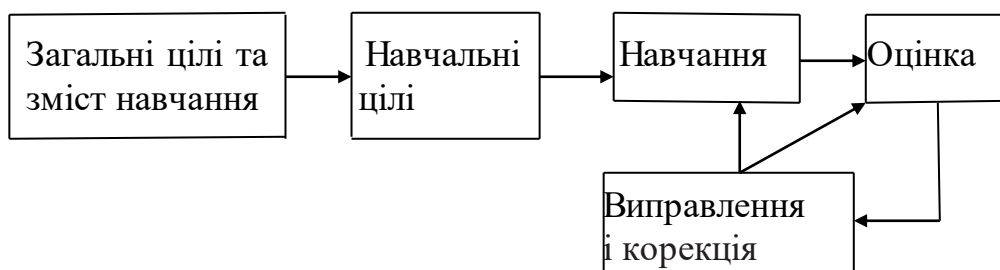 Загальні цілі та
зміст навчання
Навчальні
цілі
Навчання
Оцінка
Виправлення
і корекція